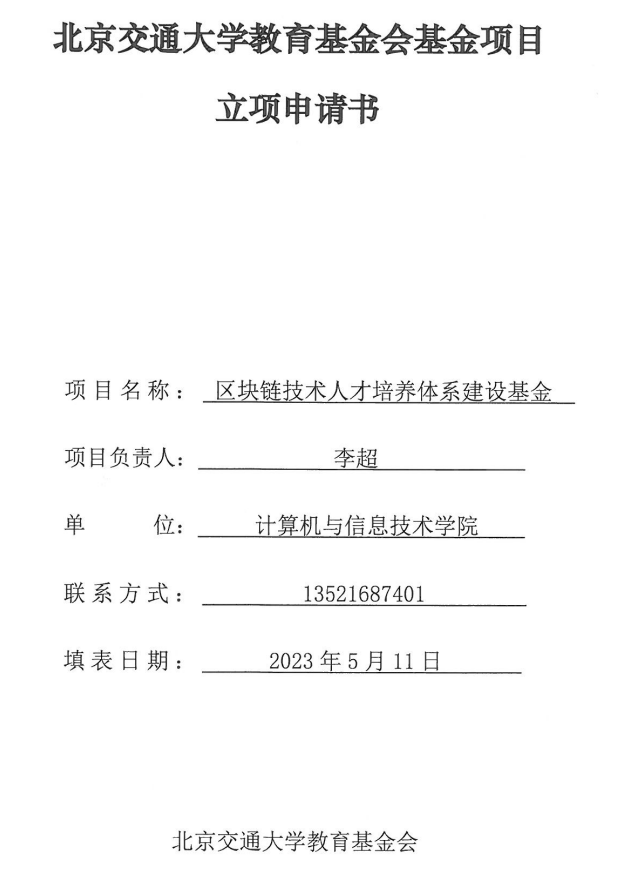 北京交通大学教育基金会基金项目
立项申请书
项目名称：区块链技术人才培养体系建设基金
项目负责人：李超
单位：计算机与信息技术学院
联系方式：13521687401
填表日期：2023年5月11日
北京交通大学教育基金会